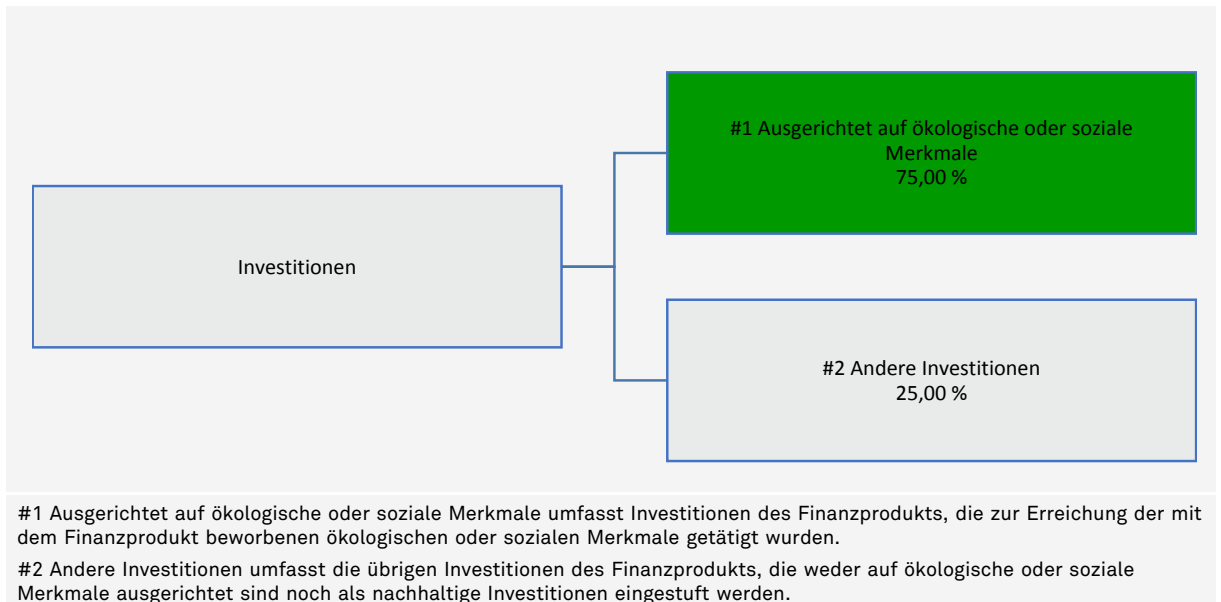 #1 Ausgerichtet auf ökologische oder soziale
Merkmale
75,00 %
Investitionen
#2 Andere Investitionen
25,00 %
#1 Ausgerichtet auf ökologische oder soziale Merkmale umfasst Investitionen des Finanzprodukts, die zur Erreichung der mit
dem Finanzprodukt beworbenen ökologischen oder sozialen Merkmale getätigt wurden.
#2 Andere Investitionen umfasst die übrigen Investitionen des Finanzprodukts, die weder auf ökologische oder soziale
Merkmale ausgerichtet sind noch als nachhaltige Investitionen eingestuft werden.